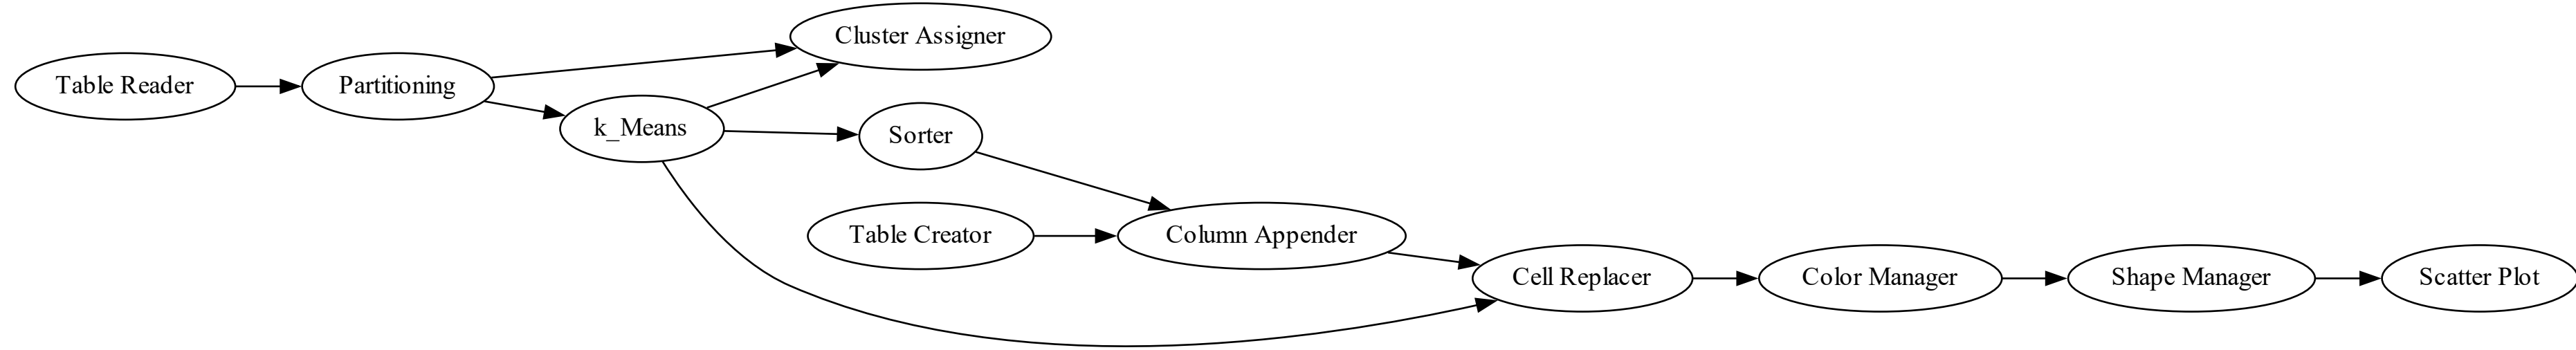 Table Reader
Partitioning
Cluster Assigner
k_Means
Sorter
Table Creator
Column Appender
Cell Replacer
Color Manager
Shape Manager
Scatter Plot